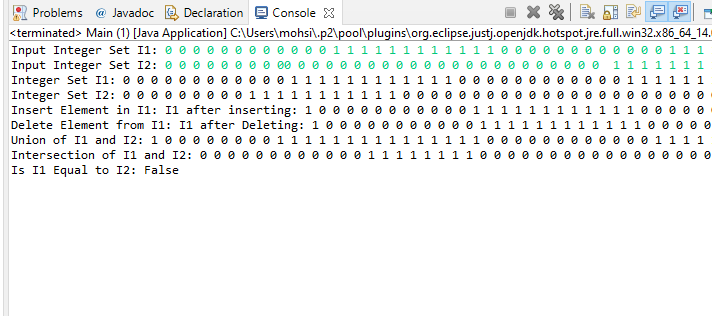 Problems @ Javadoc Declaration Console
<terminated> Main (1) [Java Application] C:\Users\mohsi\.p2\pool\plugins\org.eclipse.justj.openjdk.hotspot.jre.full.win32.x86_64_14.
Input Integer Set I1: 0 0 0 0 0 0 0 0 0 0 0 0 1 1 1 1 1 1 1 1 1 1 1 1 0 0 0 0 0 0 0 0 0 0 0 0 1 1 1
Input Integer Set I2: 0 0 0 0 0 0 0 0 00 0 0 0 0 0 0 0 0 0 0 0 0 0 0 0 0 0 0 0 0 0 0 1 1 1 1 1 1 1
Integer Set I1: 0 0 0 0 0 0 0 0 0 0 0 0 1 1 1 1 1 1 1 1 1 1 1 1 0 0 0 0 0 0 0 0 0 0 0 0 1 1 1 1 1 1
Integer Set I2: 0 0 0 0 0 0 0 0 0 1 1 1 1 1 1 1 1 1 1 1 0 0 0 0 0 0 0 0 0 0 0 0 0 0 0 0 0 0 0 0 0 0
Insert Element in I1: I1 after inserting: 1 0 0 0 0 0 0 0 0 0 0 0 1 1 1 1 1 1 1 1 1 1 1 1 0 0 0 0 0
Delete Element from I1: I1 after Deleting: 1 0 0 0 0 0 0 0 0 0 0 0 1 1 1 1 1 1 1 1 1 1 1 1 0 0 0 0 0
Union of I1 and I2: 1 0 0 0 0 0 0 0 0 1 1 1 1 1 1 1 1 1 1 1 1 1 1 1 0 0 0 0 0 0 0 0 0 0 0 0 1 1 1 1
Intersection of I1 and I2: 0 0 0 0 0 0 0 0 0 0 0 0 1 1 1 1 1 1 1 1 0 0 0 0 0 0 0 0 0 0 0 0 0 0 0 0 0
Is I1 Equal to I2: False